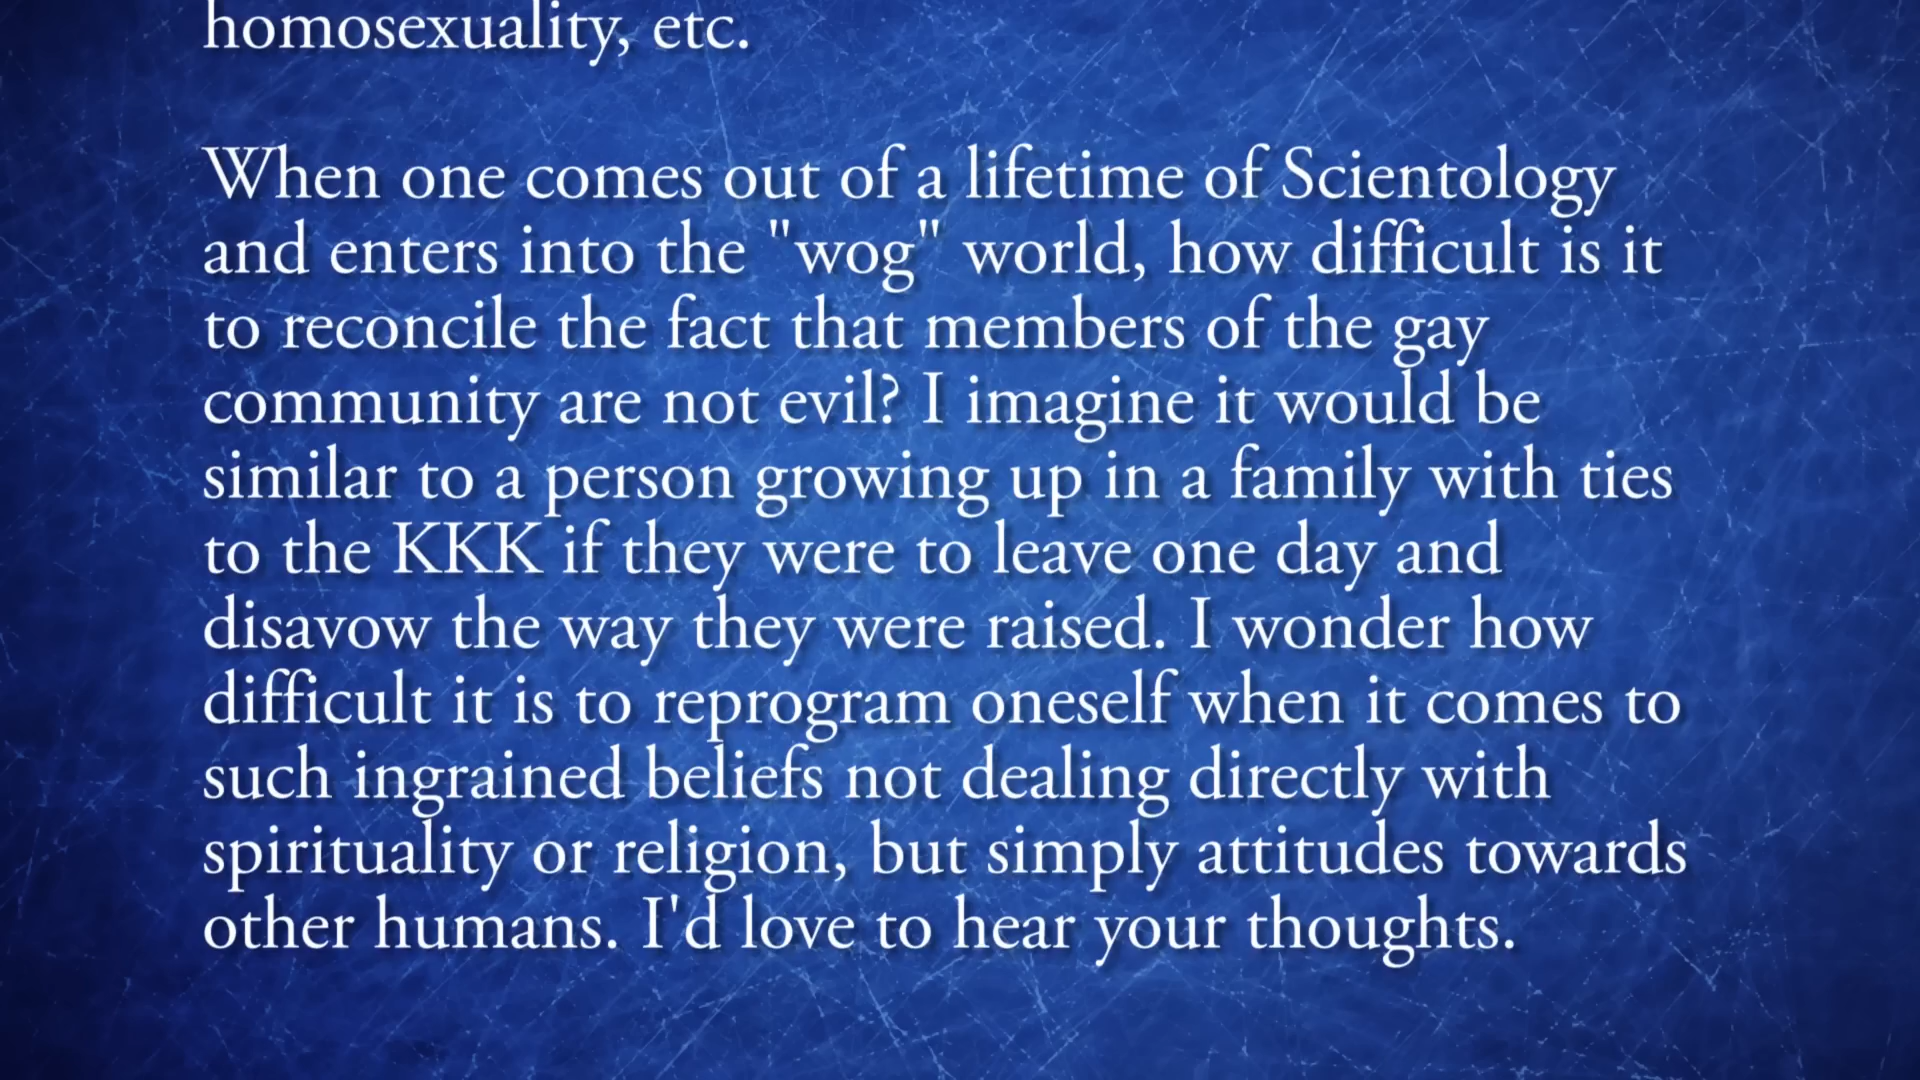 homosexuality, etc.
When one comes out of a lifetime of Scientology
and enters into the "wog" world, how difficult is it
to reconcile the fact that members of the gay
community are not evil? I imagine it would be
similar to a person growing up in a family with ties
to the KKK if they were to leave one day and
disavow the way they were raised. I wonder how
difficult it is to reprogram oneself when it comes to
such ingrained beliefs not dealing directly with
spirituality or religion, but simply attitudes towards
other humans. I'd love to hear your thoughts.